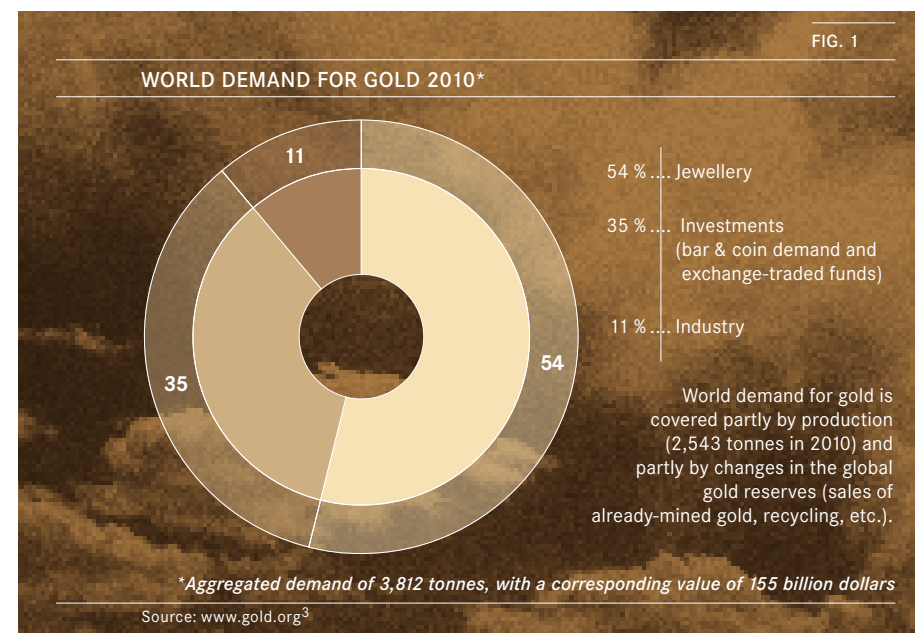 FIG. 1
WORLD DEMAND FOR GOLD 2010*
11
35
54
54 % .... Jewellery
35 % .... Investments
(bar & coin demand and
exchange-traded funds)
11 % .... Industry
World demand for gold is
covered partly by production
(2,543 tonnes in 2010) and
partly by changes in the global
gold reserves (sales of
already-mined gold, recycling, etc.).
*Aggregated demand of 3,812 tonnes, with a corresponding value of 155 billion dollars
Source: www.gold.org3